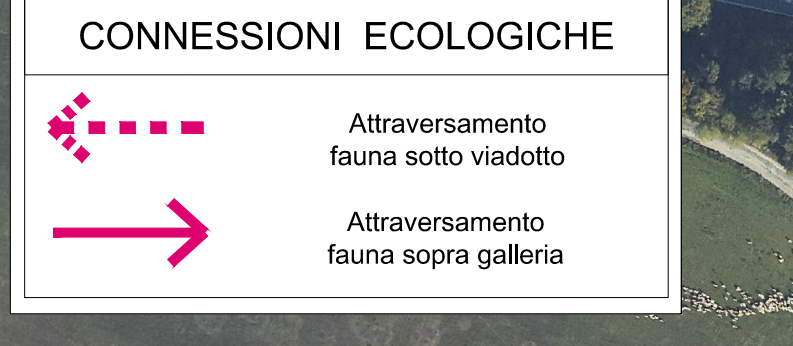 CONNESSIONI ECOLOGICHE
Attraversamento
fauna sotto viadotto
Attraversamento
fauna sopra galleria